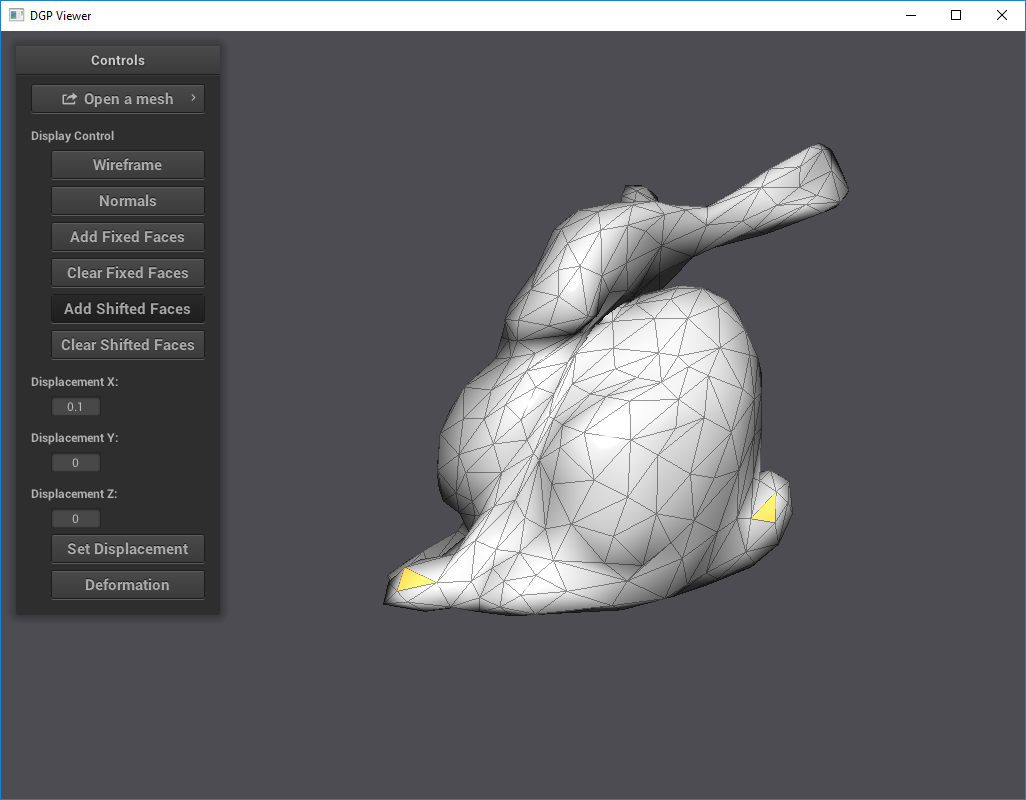 DGP Viewer
Controls
Open a mesh
Display Control
Wireframe
Normals
Add Fixed Faces
Clear Fixed Faces
Add Shifted Faces
Clear Shifted Faces
Displacement X:
0.1
Displacement Y:
0
Displacement Z:
0
Set Displacement
Deformation